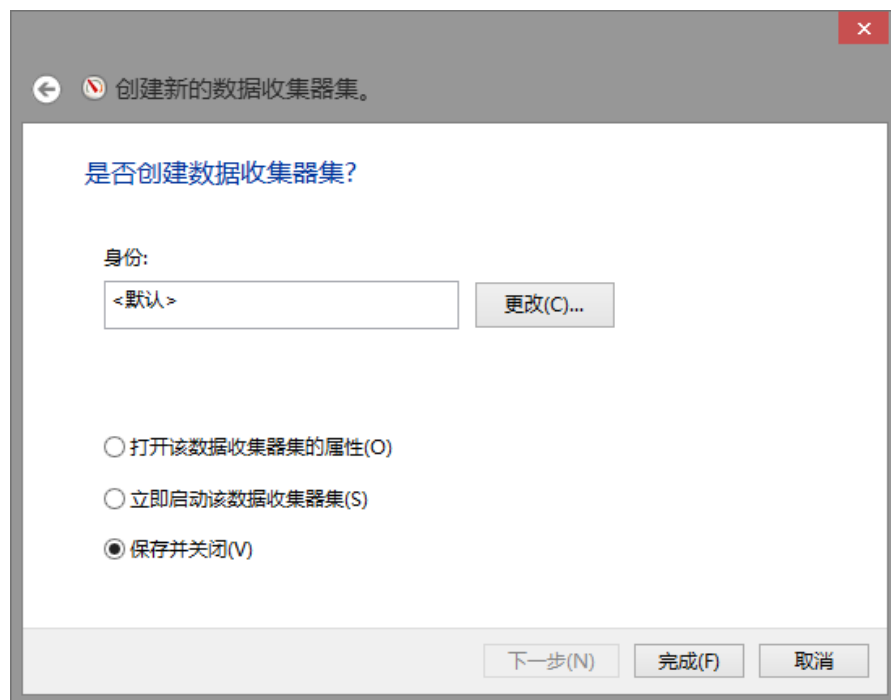 创建新的数据收集器集。
是否创建数据收集器集?
身份:
<默认>
更改(C)...
打开该数据收集器集的属性(O)
立即启动该数据收集器集(S)
保存并关闭(V)
下一步(N)
完成(F)
取消